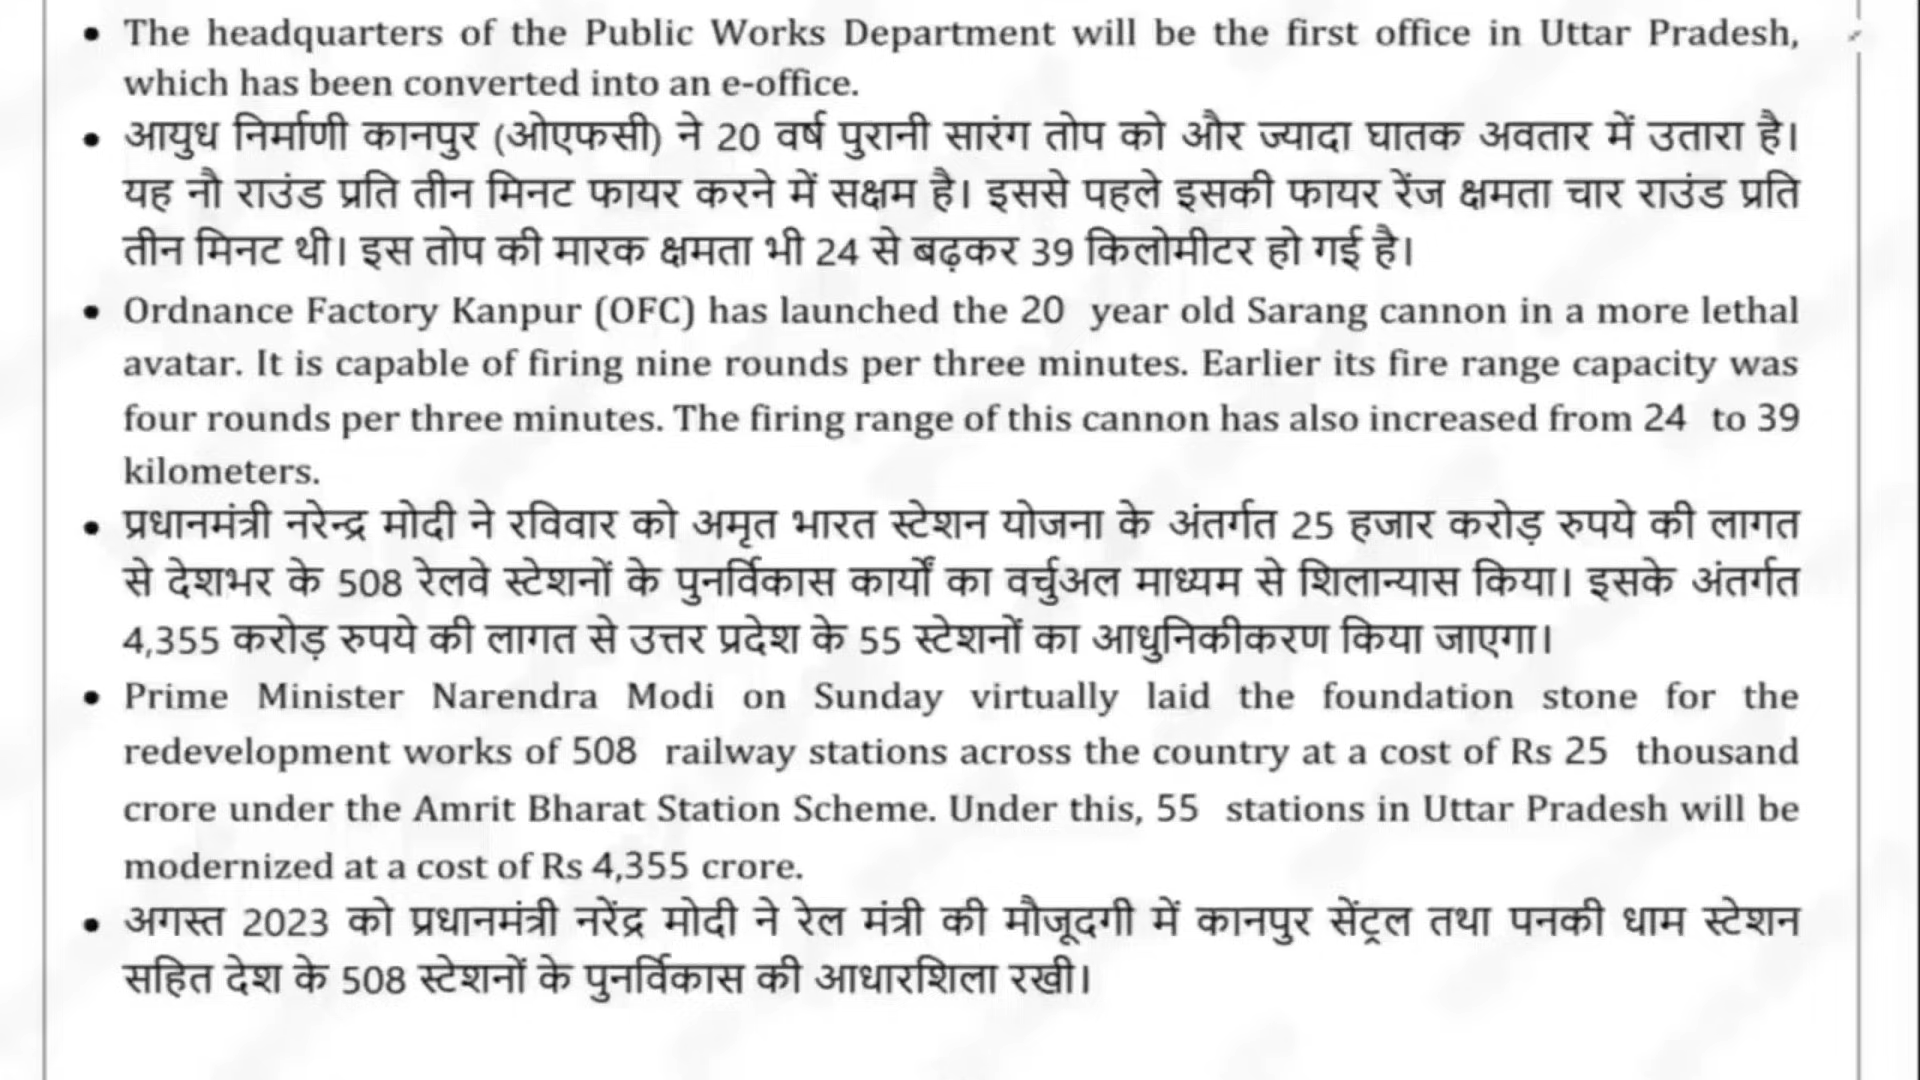 • The headquarters of the Public Works Department will be the first office in Uttar Pradesh,
which has been converted into an e-office.
• आयुध निर्माणी कानपुर (ओएफसी) ने 20 वर्ष पुरानी सारंग तोप को और ज्यादा घातक अवतार में उतारा है।
यह नौ राउंड प्रति तीन मिनट फायर करने में सक्षम है। इससे पहले इसकी फायर रेंज क्षमता चार राउंड प्रति
तीन मिनट थी। इस तोप की मारक क्षमता भी 24 से बढ़कर 39 किलोमीटर हो गई है।
• Ordnance Factory Kanpur (OFC) has launched the 20 year old Sarang cannon in a more lethal
avatar. It is capable of firing nine rounds per three minutes. Earlier its fire range capacity was
four rounds per three minutes. The firing range of this cannon has also increased from 24 to 39
kilometers.
• प्रधानमंत्री नरेन्द्र मोदी ने रविवार को अमृत भारत स्टेशन योजना के अंतर्गत 25 हजार करोड़ रुपये की लागत
से देशभर के 508 रेलवे स्टेशनों के पुनर्विकास कार्यों का वर्चुअल माध्यम से शिलान्यास किया। इसके अंतर्गत
4,355 करोड़ रुपये की लागत से उत्तर प्रदेश के 55 स्टेशनों का आधुनिकीकरण किया जाएगा।
• Prime Minister Narendra Modi on Sunday virtually laid the foundation stone for the
redevelopment works of 508 railway stations across the country at a cost of Rs 25 thousand
crore under the Amrit Bharat Station Scheme. Under this, 55 stations in Uttar Pradesh will be
modernized at a cost of Rs 4,355 crore.
• अगस्त 2023 को प्रधानमंत्री नरेंद्र मोदी ने रेल मंत्री की मौजूदगी में कानपुर सेंट्रल तथा पनकी धाम स्टेशन
सहित देश के 508 स्टेशनों के पुनर्विकास की आधारशिला रखी।